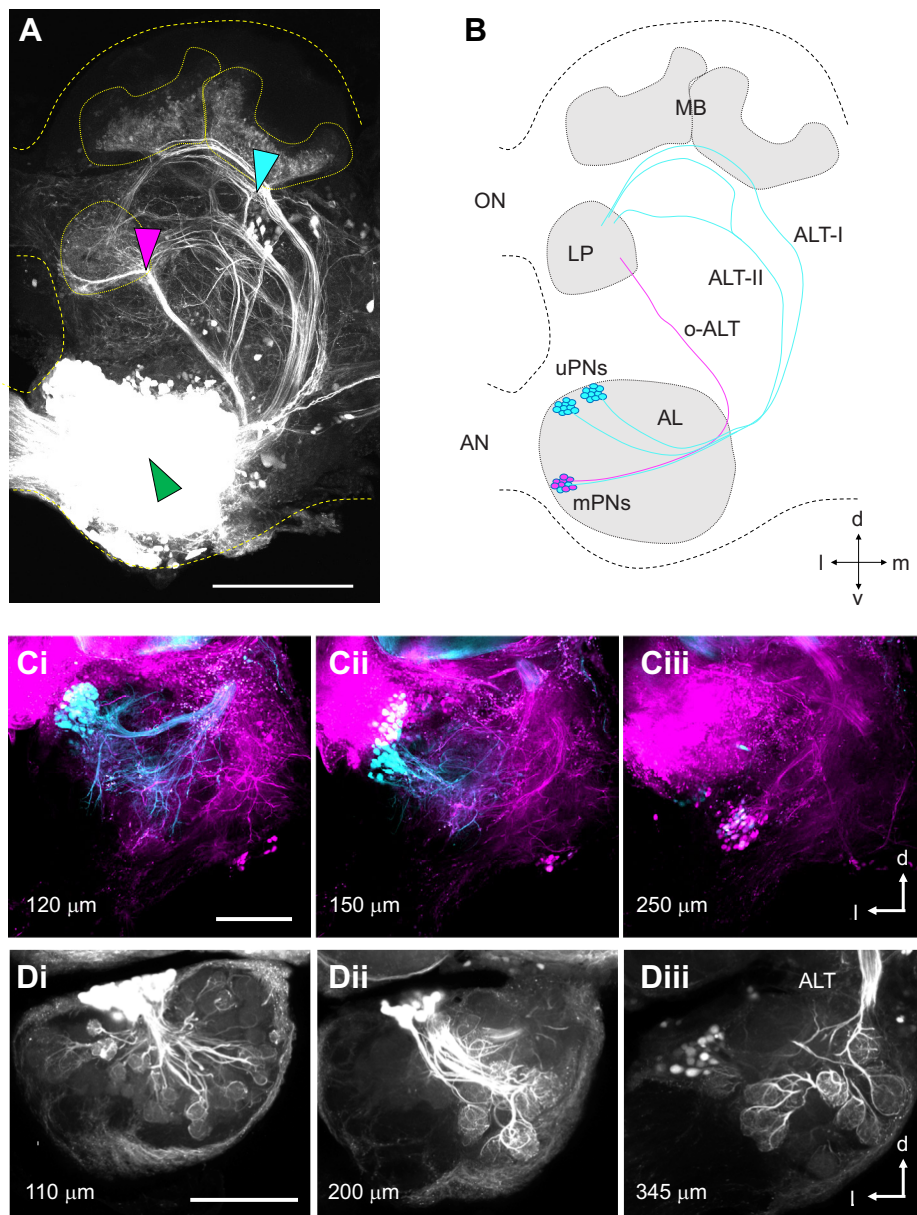 A
B
MB
ON
ALT-I
LP
ALT-II
o-ALT
uPNs
AL
AN
mPNs
d
l
m
v
Ci
Cii
Ciii
120 μm
150 μm
250 μm
d
l
Di
Dii
Diii
ALT
110 μm
200 μm
345 μm
d
l